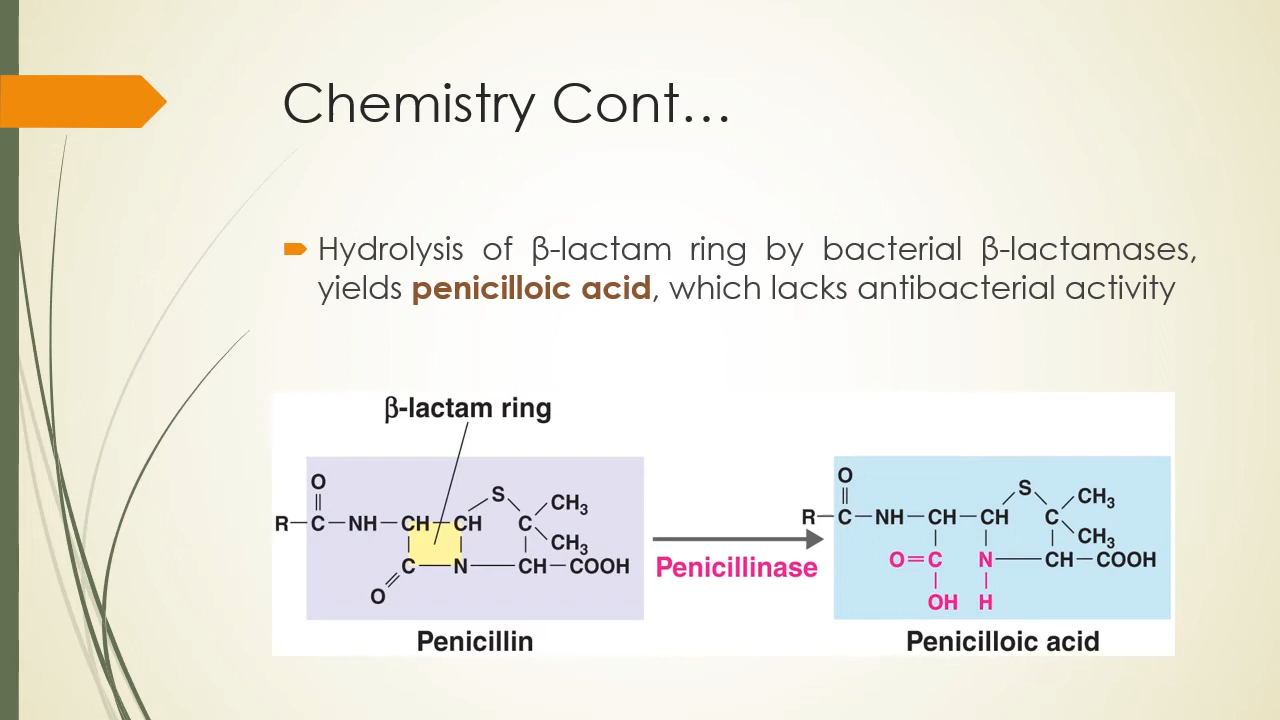 Chemistry Cont…
Hydrolysis of β-lactam ring by bacterial β-lactamases,
yields penicilloic acid, which lacks antibacterial activity
β-lactam ring
O
R—C—NH—CH—CH
S
C
CH₃
CH₃
C—N—CH—COOH
O
Penicillin
Penicillinase
O
R—C—NH—CH—CH
S
C
CH₃
CH₃
O=C
N—CH—COOH
OH
H
Penicilloic acid